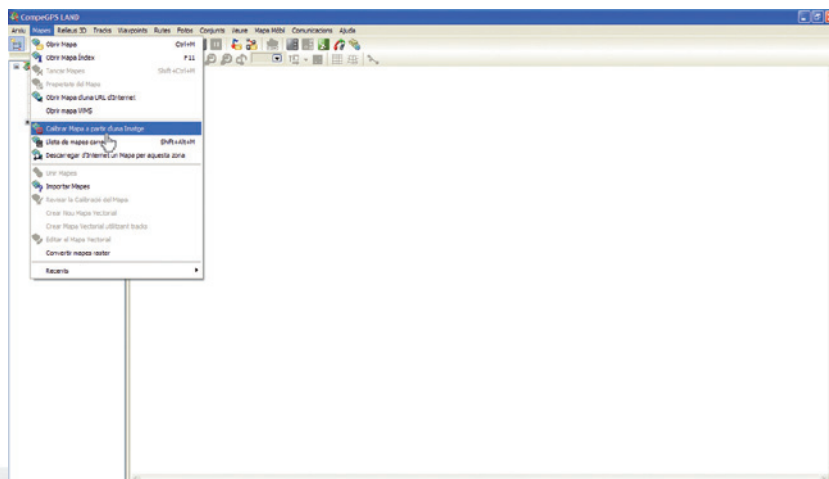 CompeGPS LAND
Arxiu Mapes Relleus 3D Tracks Waypoints Rutes Fotos Conjunts Veure Mapa Mòbil Comunicacions Ajuda
Obrir Mapa Ctrl+M
Obrir Mapa Índex F11
Tancar Mapes Shift+Ctrl+M
Propietats del Mapa
Obrir Mapa d'una URL d'Internet
Obrir mapa WMS
Calibrar Mapa a partir d'una Imatge
Llista de mapes Shift+Alt+M
Descarregar d'Internet un Mapa per aquesta zona
Unir Mapes
Importar Mapes
Revisar la Calibració del Mapa
Crear Nou Mapa Vectorial
Crear Mapa Vectorial utilitzant tracks
Editar el Mapa Vectorial
Convertir mapes raster
Recents